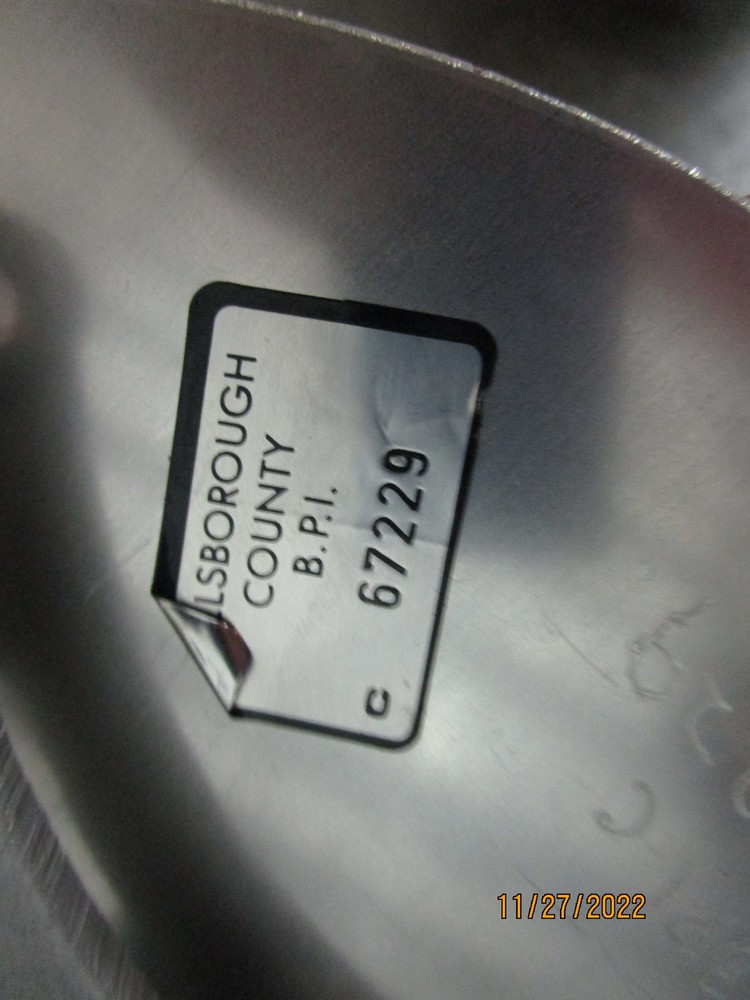 LSBOROUGH
COUNTY
B.P.I.
67229
C
11/27/2022